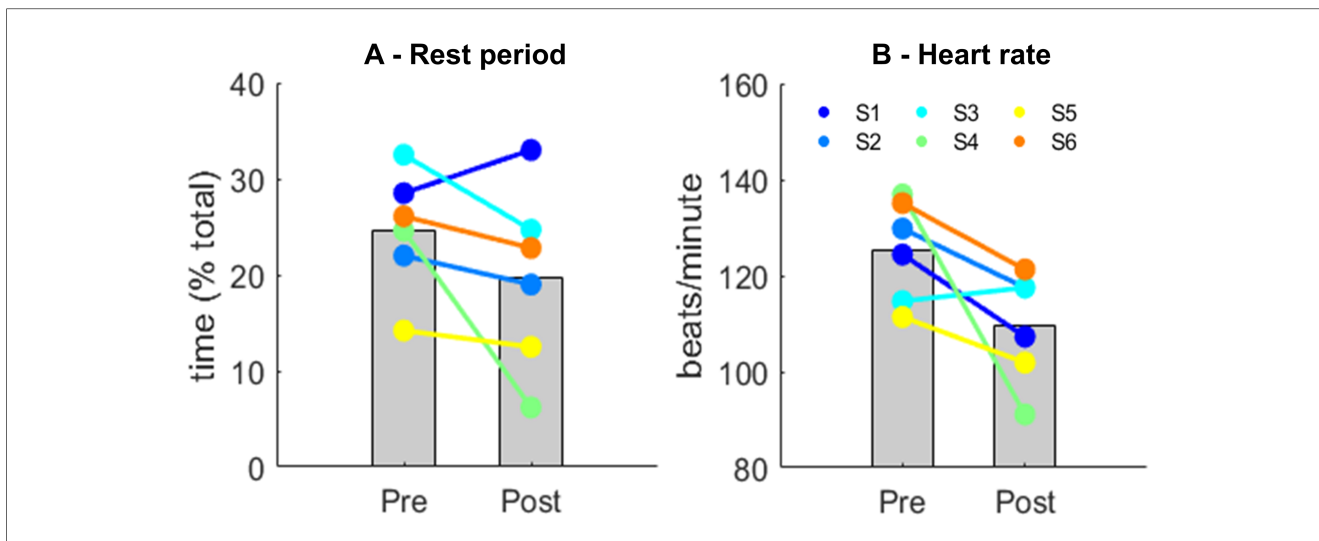 A - Rest period
40
30
20
10
0
time (% total)
Pre Post
B - Heart rate
160
140
120
100
80
beats/minute
S1 S3 S5
S2 S4 S6
Pre Post